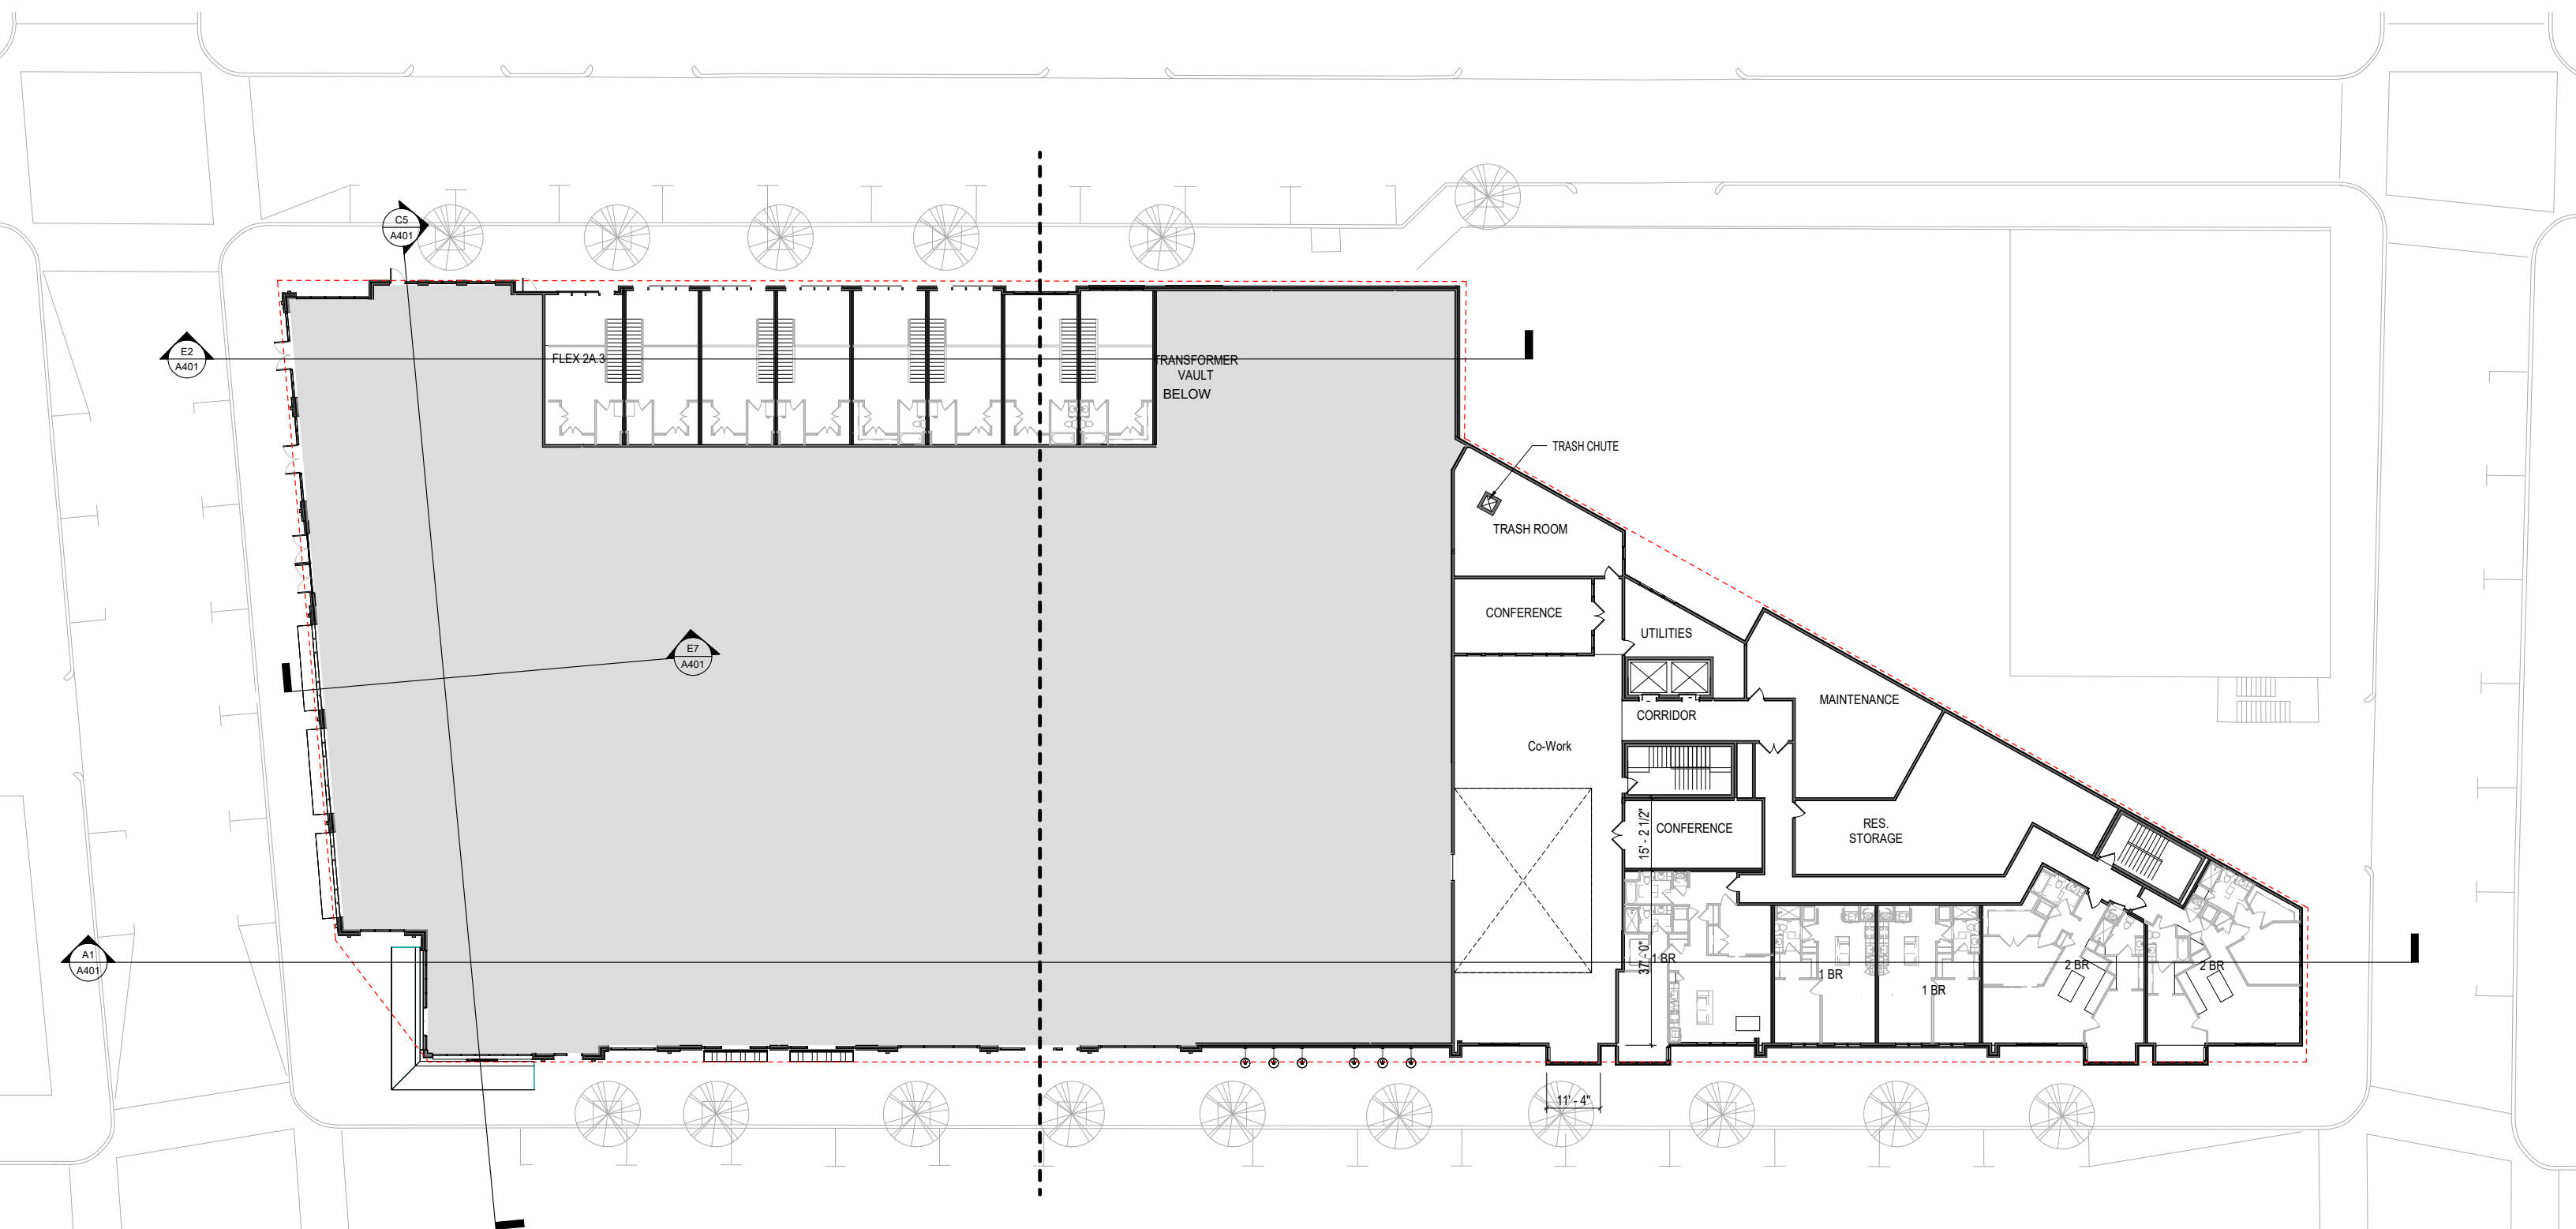 C5
A401
E2
A401
FLEX 2A.3
TRANSFORMER
VAULT
BELOW
TRASH CHUTE
TRASH ROOM
CONFERENCE
UTILITIES
E7
A401
MAINTENANCE
CORRIDOR
Co-Work
15' - 2 1/2"
CONFERENCE
RES.
STORAGE
A1
A401
37' - 0"
1 BR
1 BR
1 BR
2 BR
2 BR
11' - 4"